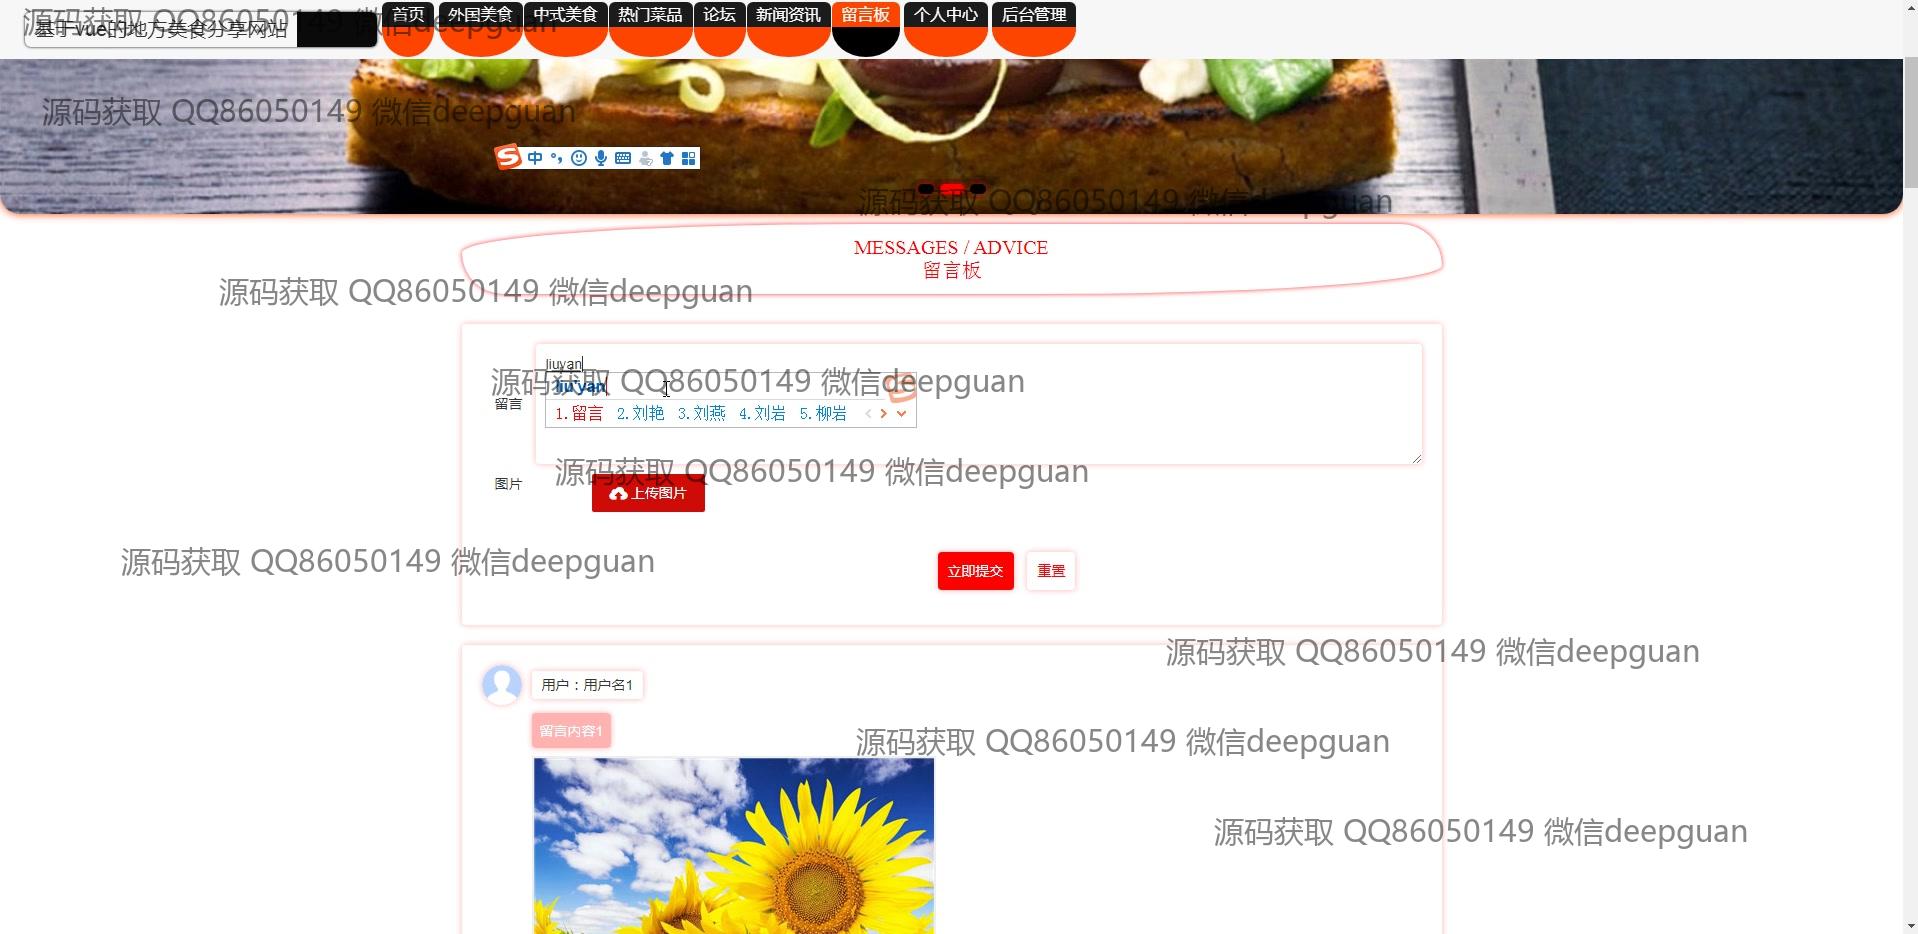 首页 外国美食 中式美食 热门菜品 论坛 新闻资讯 留言板 个人中心 后台管理
源码获取 QQ86050149 微信deepguan
基于vue的地方美食分享网站
源码获取 QQ86050149 微信deepguan
中
源码获取 QQ86050149 微信deepguan
MESSAGES / ADVICE
留言板
源码获取 QQ86050149 微信deepguan
liuyan
源码获取 QQ86050149 微信deepguan
liu'yan
留言
1.留言 2.刘艳 3.刘燕 4.刘岩 5.柳岩
源码获取 QQ86050149 微信deepguan
图片
上传图片
源码获取 QQ86050149 微信deepguan
立即提交 重置
源码获取 QQ86050149 微信deepguan
用户：用户名1
留言内容1
源码获取 QQ86050149 微信deepguan
源码获取 QQ86050149 微信deepguan